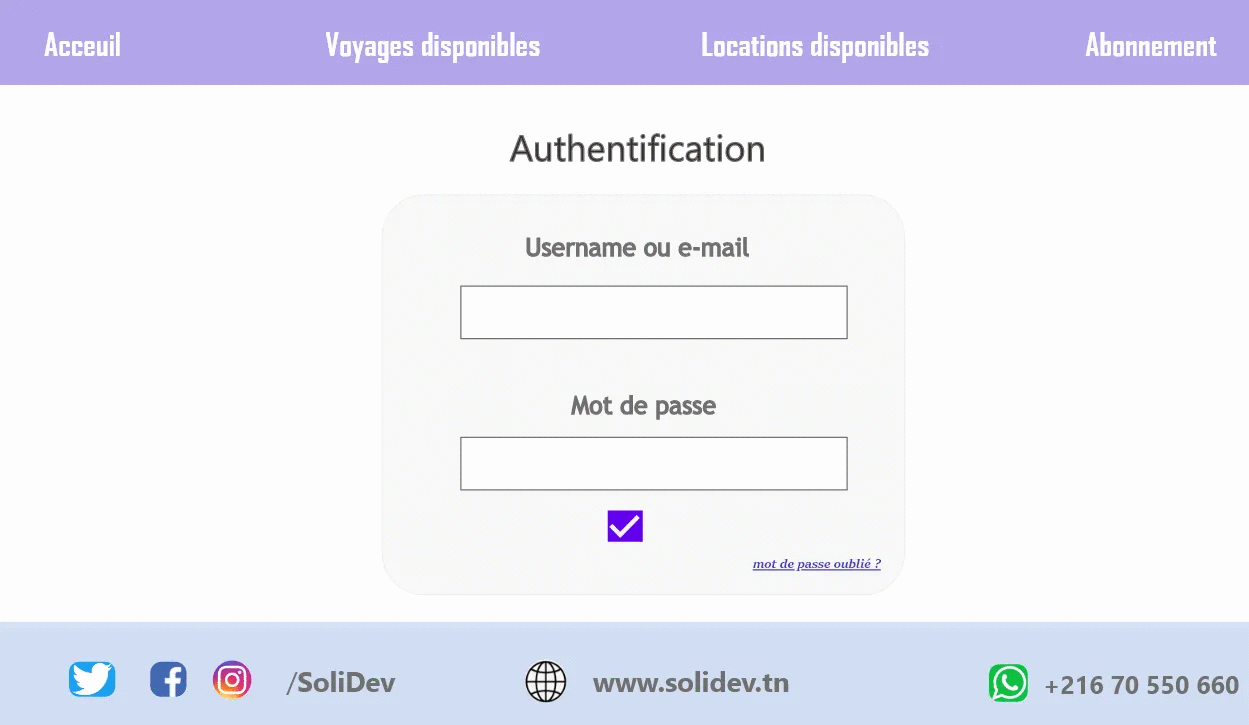 Acceuil Voyages disponibles Locations disponibles Abonnement
Authentification
Username ou e-mail
Mot de passe
mot de passe oublié ?
/SoliDev www.solidev.tn +216 70 550 660